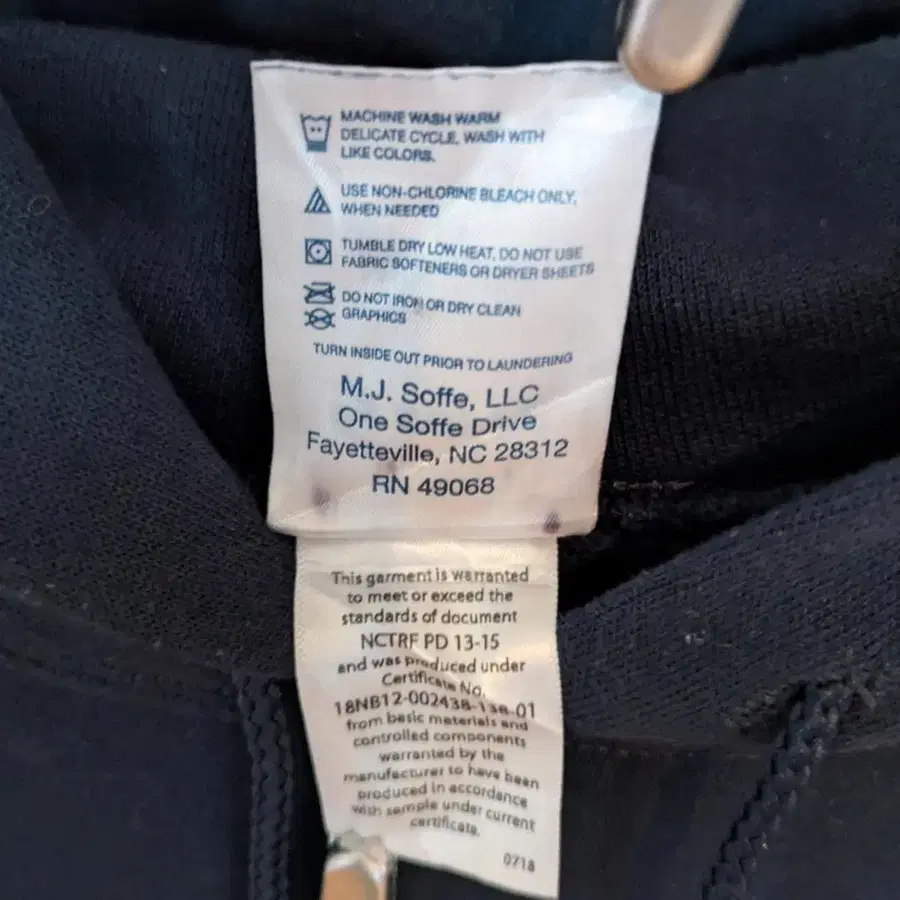 MACHINE WASH WARM
DELICATE CYCLE, WASH WITH
LIKE COLORS.
USE NON-CHLORINE BLEACH ONLY,
WHEN NEEDED
TUMBLE DRY LOW HEAT, DO NOT USE
FABRIC SOFTENERS OR DRYER SHEETS
DO NOT IRON OR DRY CLEAN
GRAPHICS
TURN INSIDE OUT PRIOR TO LAUNDERING
M.J. Soffe, LLC
One Soffe Drive
Fayetteville, NC 28312
RN 49068
This garment is warranted
to meet or exceed the
standards of document
NCTRF PD 13-15
and was produced under
Certificate No.
18NB12-002438-138-01
from basic materials and
controlled components
warranted by the
manufacturer to have been
produced in accordance
with sample under current
certificate.
0718